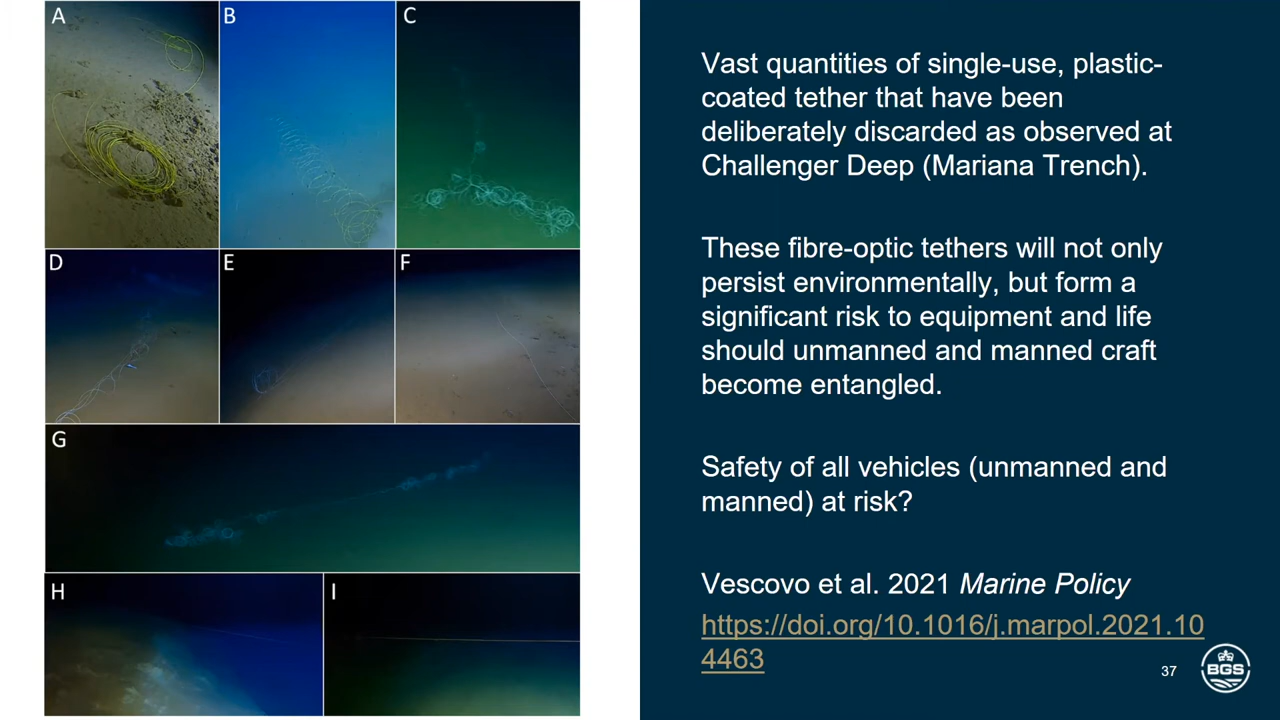 A
B
C
D
E
F
G
H
I
Vast quantities of single-use, plastic-
coated tether that have been
deliberately discarded as observed at
Challenger Deep (Mariana Trench).
These fibre-optic tethers will not only
persist environmentally, but form a
significant risk to equipment and life
should unmanned and manned craft
become entangled.
Safety of all vehicles (unmanned and
manned) at risk?
Vescovo et al. 2021 Marine Policy
https://doi.org/10.1016/j.marpol.2021.10
4463
37
BGS